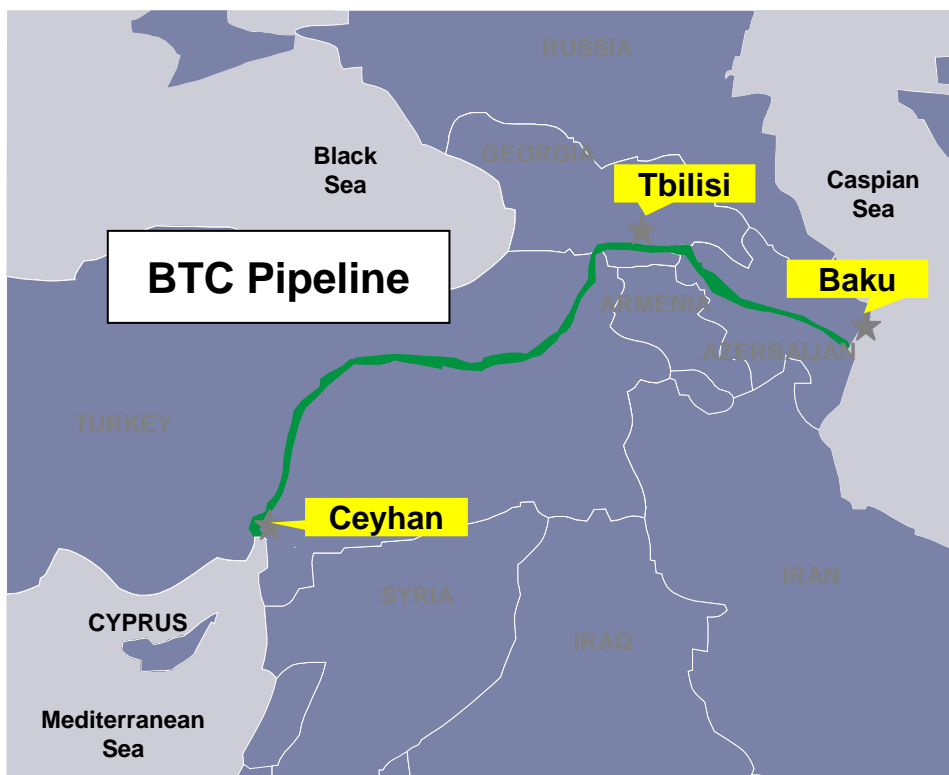 RUSSIA
Black
Sea
GEORGIA
Tbilisi
Caspian
Sea
BTC Pipeline
Baku
ARMENIA
AZERBAIJAN
TURKEY
Ceyhan
IRAN
SYRIA
CYPRUS
IRAQ
Mediterranean
Sea